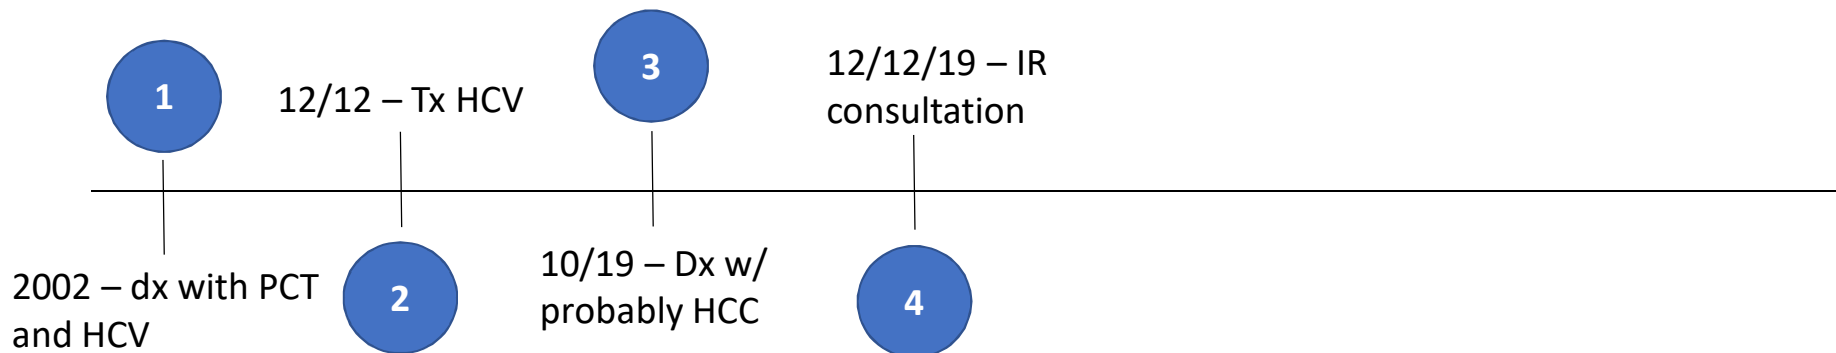 1
2002 – dx with PCT
and HCV
12/12 – Tx HCV
2
3
10/19 – Dx w/
probably HCC
12/12/19 – IR
consultation
4